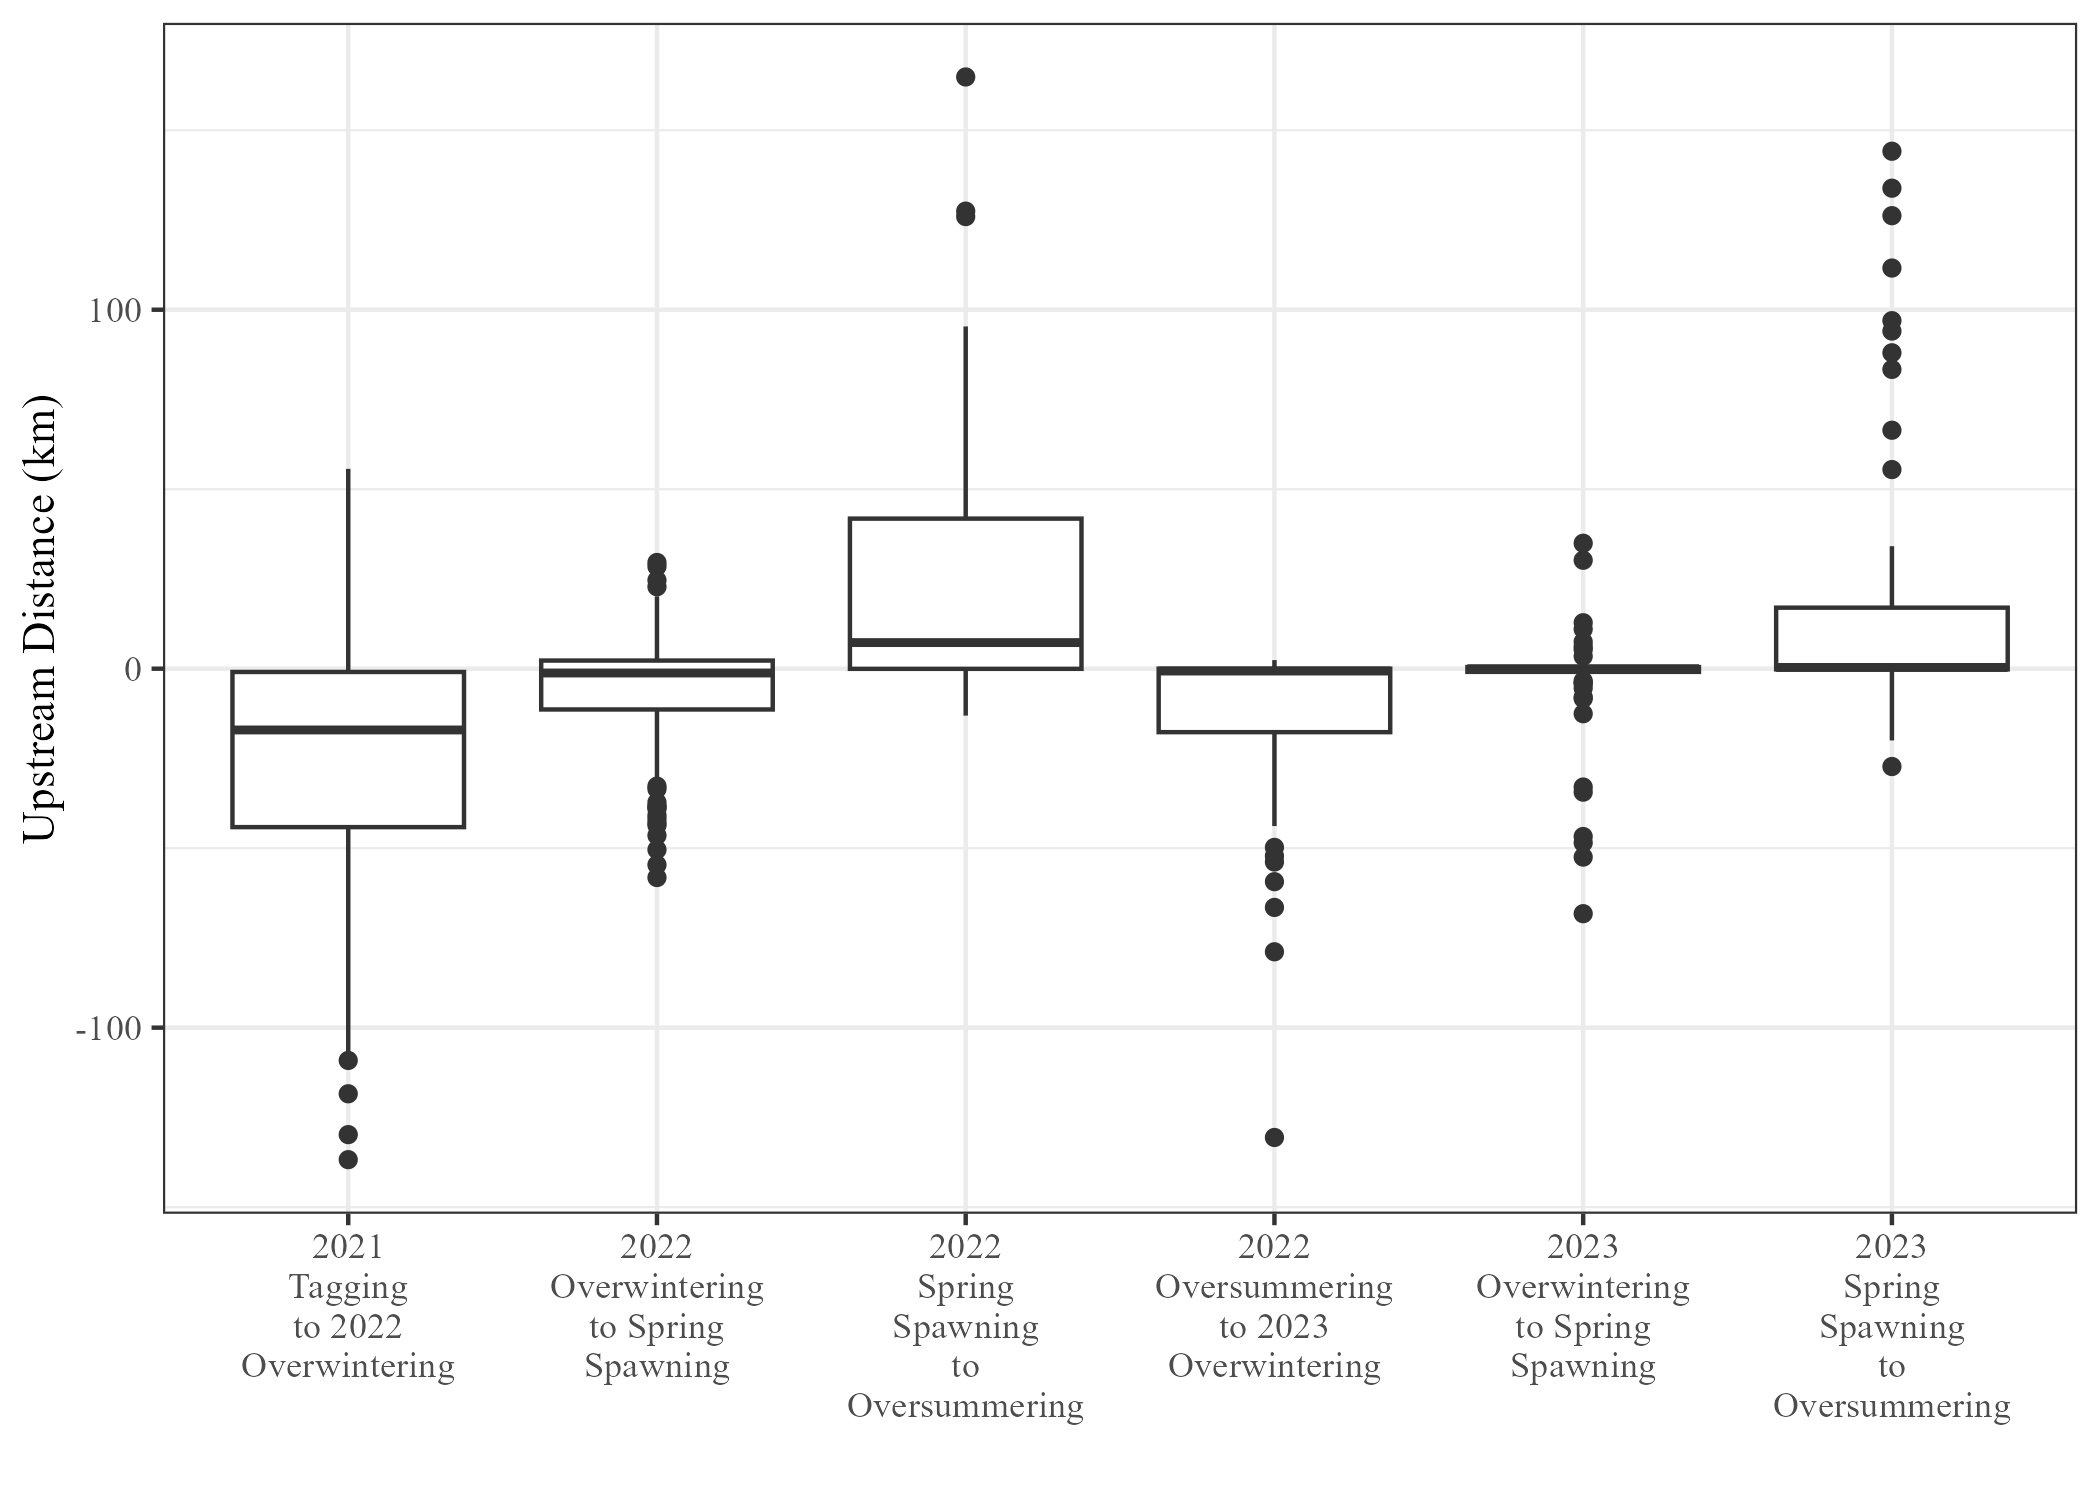 Upstream Distance (km)
100
0
-100
2021
Tagging
to 2022
Overwintering
2022
Overwintering
to Spring
Spawning
2022
Spring
Spawning
to
Oversummering
2022
Oversummering
to 2023
Overwintering
2023
Overwintering
to Spring
Spawning
2023
Spring
Spawning
to
Oversummering